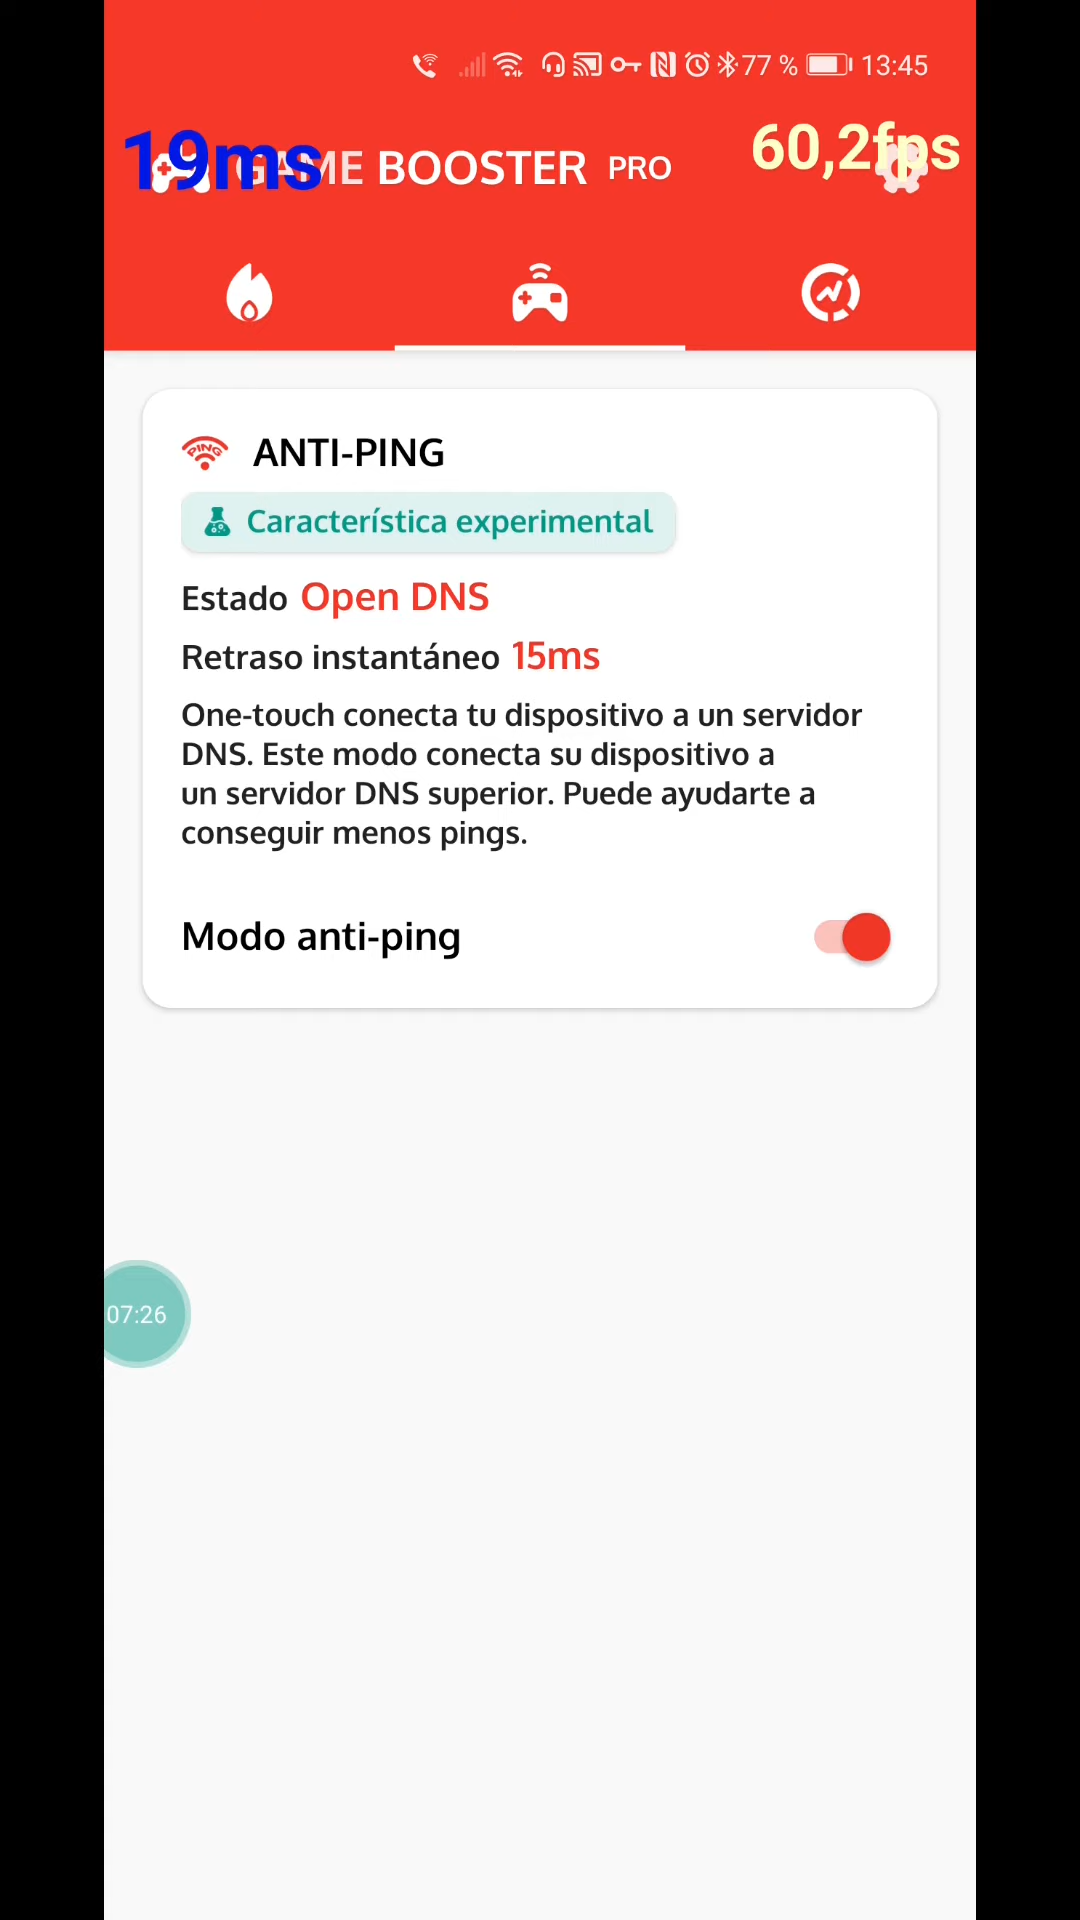 77 % 13:45
19ms GAME BOOSTER PRO 60,2fps
PING ANTI-PING
Característica experimental
Estado Open DNS
Retraso instantáneo 15ms
One-touch conecta tu dispositivo a un servidor
DNS. Este modo conecta su dispositivo a
un servidor DNS superior. Puede ayudarte a
conseguir menos pings.
Modo anti-ping
07:26